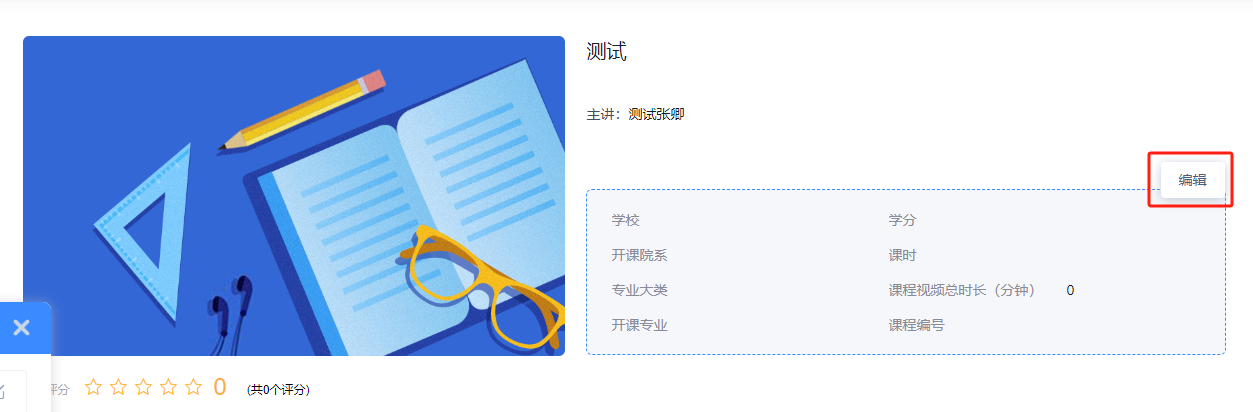 测试
主讲：测试张卿
编辑
学校 学分
开课院系 课时
专业大类 课程视频总时长（分钟） 0
开课专业 课程编号
评分 0 (共0个评分)